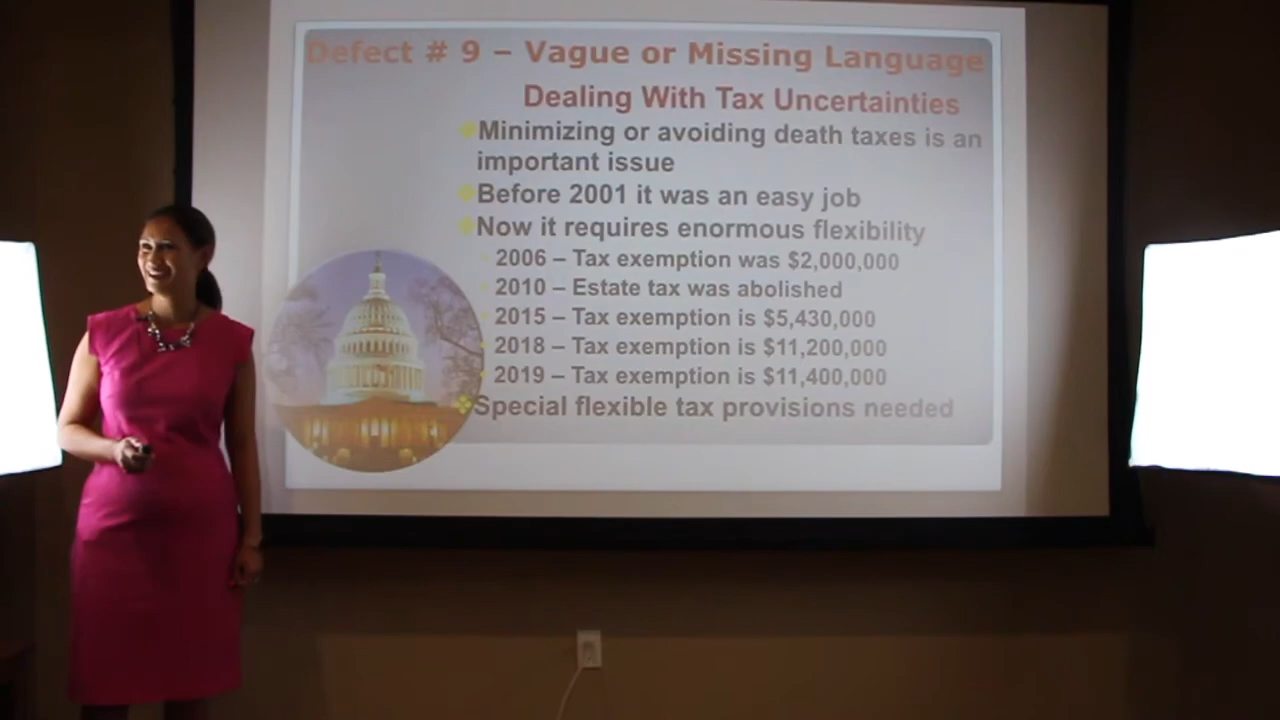 Defect # 9 – Vague or Missing Language
Dealing With Tax Uncertainties
Minimizing or avoiding death taxes is an
important issue
Before 2001 it was an easy job
Now it requires enormous flexibility
2006 – Tax exemption was $2,000,000
2010 – Estate tax was abolished
2015 – Tax exemption is $5,430,000
2018 – Tax exemption is $11,200,000
2019 – Tax exemption is $11,400,000
Special flexible tax provisions needed